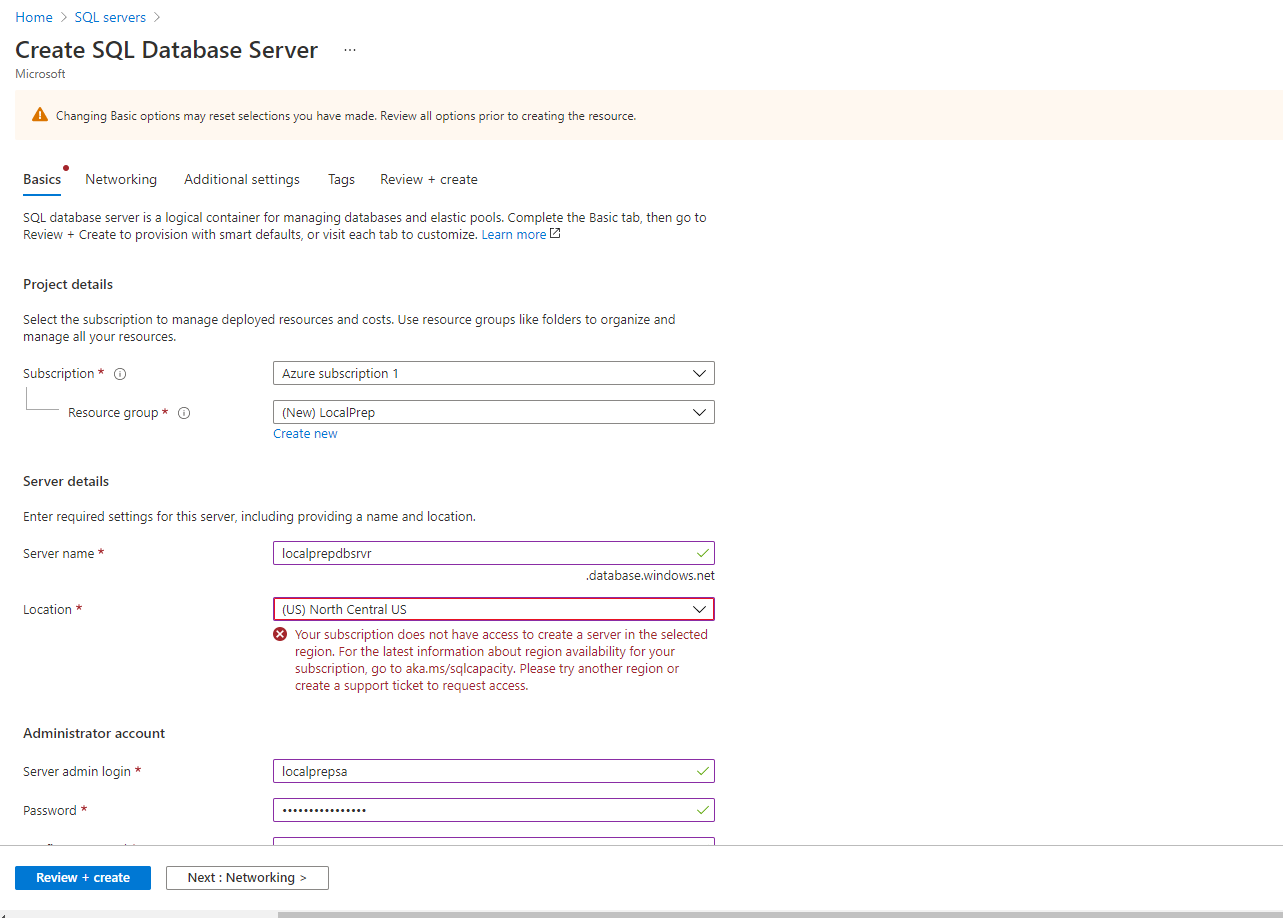 Home > SQL servers >
Create SQL Database Server ...
Microsoft
Changing Basic options may reset selections you have made. Review all options prior to creating the resource.
Basics Networking Additional settings Tags Review + create
SQL database server is a logical container for managing databases and elastic pools. Complete the Basic tab, then go to
Review + Create to provision with smart defaults, or visit each tab to customize. Learn more
Project details
Select the subscription to manage deployed resources and costs. Use resource groups like folders to organize and
manage all your resources.
Subscription * Azure subscription 1
Resource group * (New) LocalPrep
Create new
Server details
Enter required settings for this server, including providing a name and location.
Server name * localprepdbsrvr
.database.windows.net
Location * (US) North Central US
Your subscription does not have access to create a server in the selected
region. For the latest information about region availability for your
subscription, go to aka.ms/sqlcapacity. Please try another region or
create a support ticket to request access.
Administrator account
Server admin login * localprepsa
Password * ••••••••••••••••
Review + create Next : Networking >